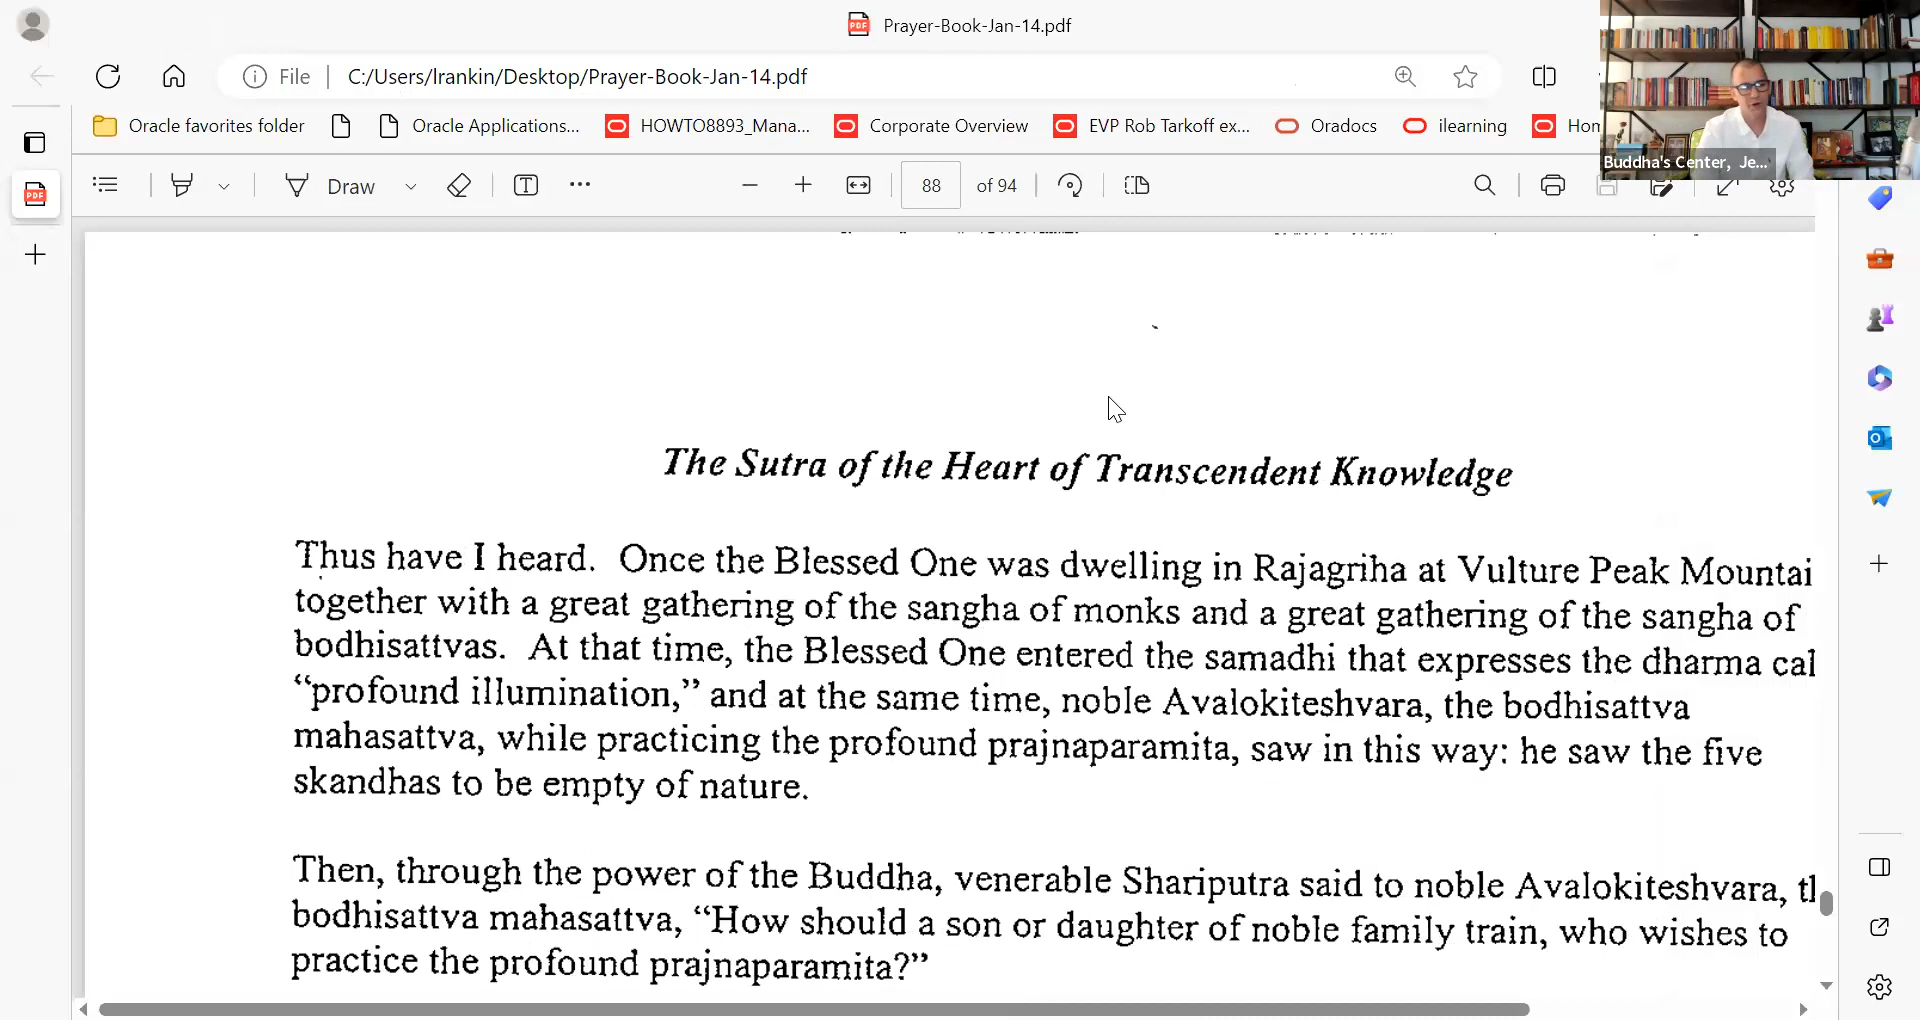 Prayer-Book-Jan-14.pdf
File C:/Users/lrankin/Desktop/Prayer-Book-Jan-14.pdf
Oracle favorites folder Oracle Applications... HOWTO8893_Mana... Corporate Overview EVP Rob Tarkoff ex... Oradocs ilearning Hon
Buddha's Center, Je...
Draw 88 of 94
The Sutra of the Heart of Transcendent Knowledge
Thus have I heard. Once the Blessed One was dwelling in Rajagriha at Vulture Peak Mountai
together with a great gathering of the sangha of monks and a great gathering of the sangha of
bodhisattvas. At that time, the Blessed One entered the samadhi that expresses the dharma cal
“profound illumination,” and at the same time, noble Avalokiteshvara, the bodhisattva
mahasattva, while practicing the profound prajnaparamita, saw in this way: he saw the five
skandhas to be empty of nature.
Then, through the power of the Buddha, venerable Shariputra said to noble Avalokiteshvara, tl
bodhisattva mahasattva, “How should a son or daughter of noble family train, who wishes to
practice the profound prajnaparamita?”